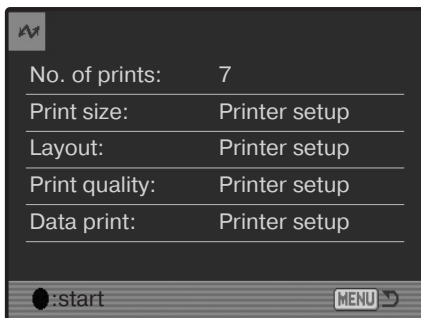 No. of prints: 7
Print size: Printer setup
Layout: Printer setup
Print quality: Printer setup
Data print: Printer setup
:start MENU